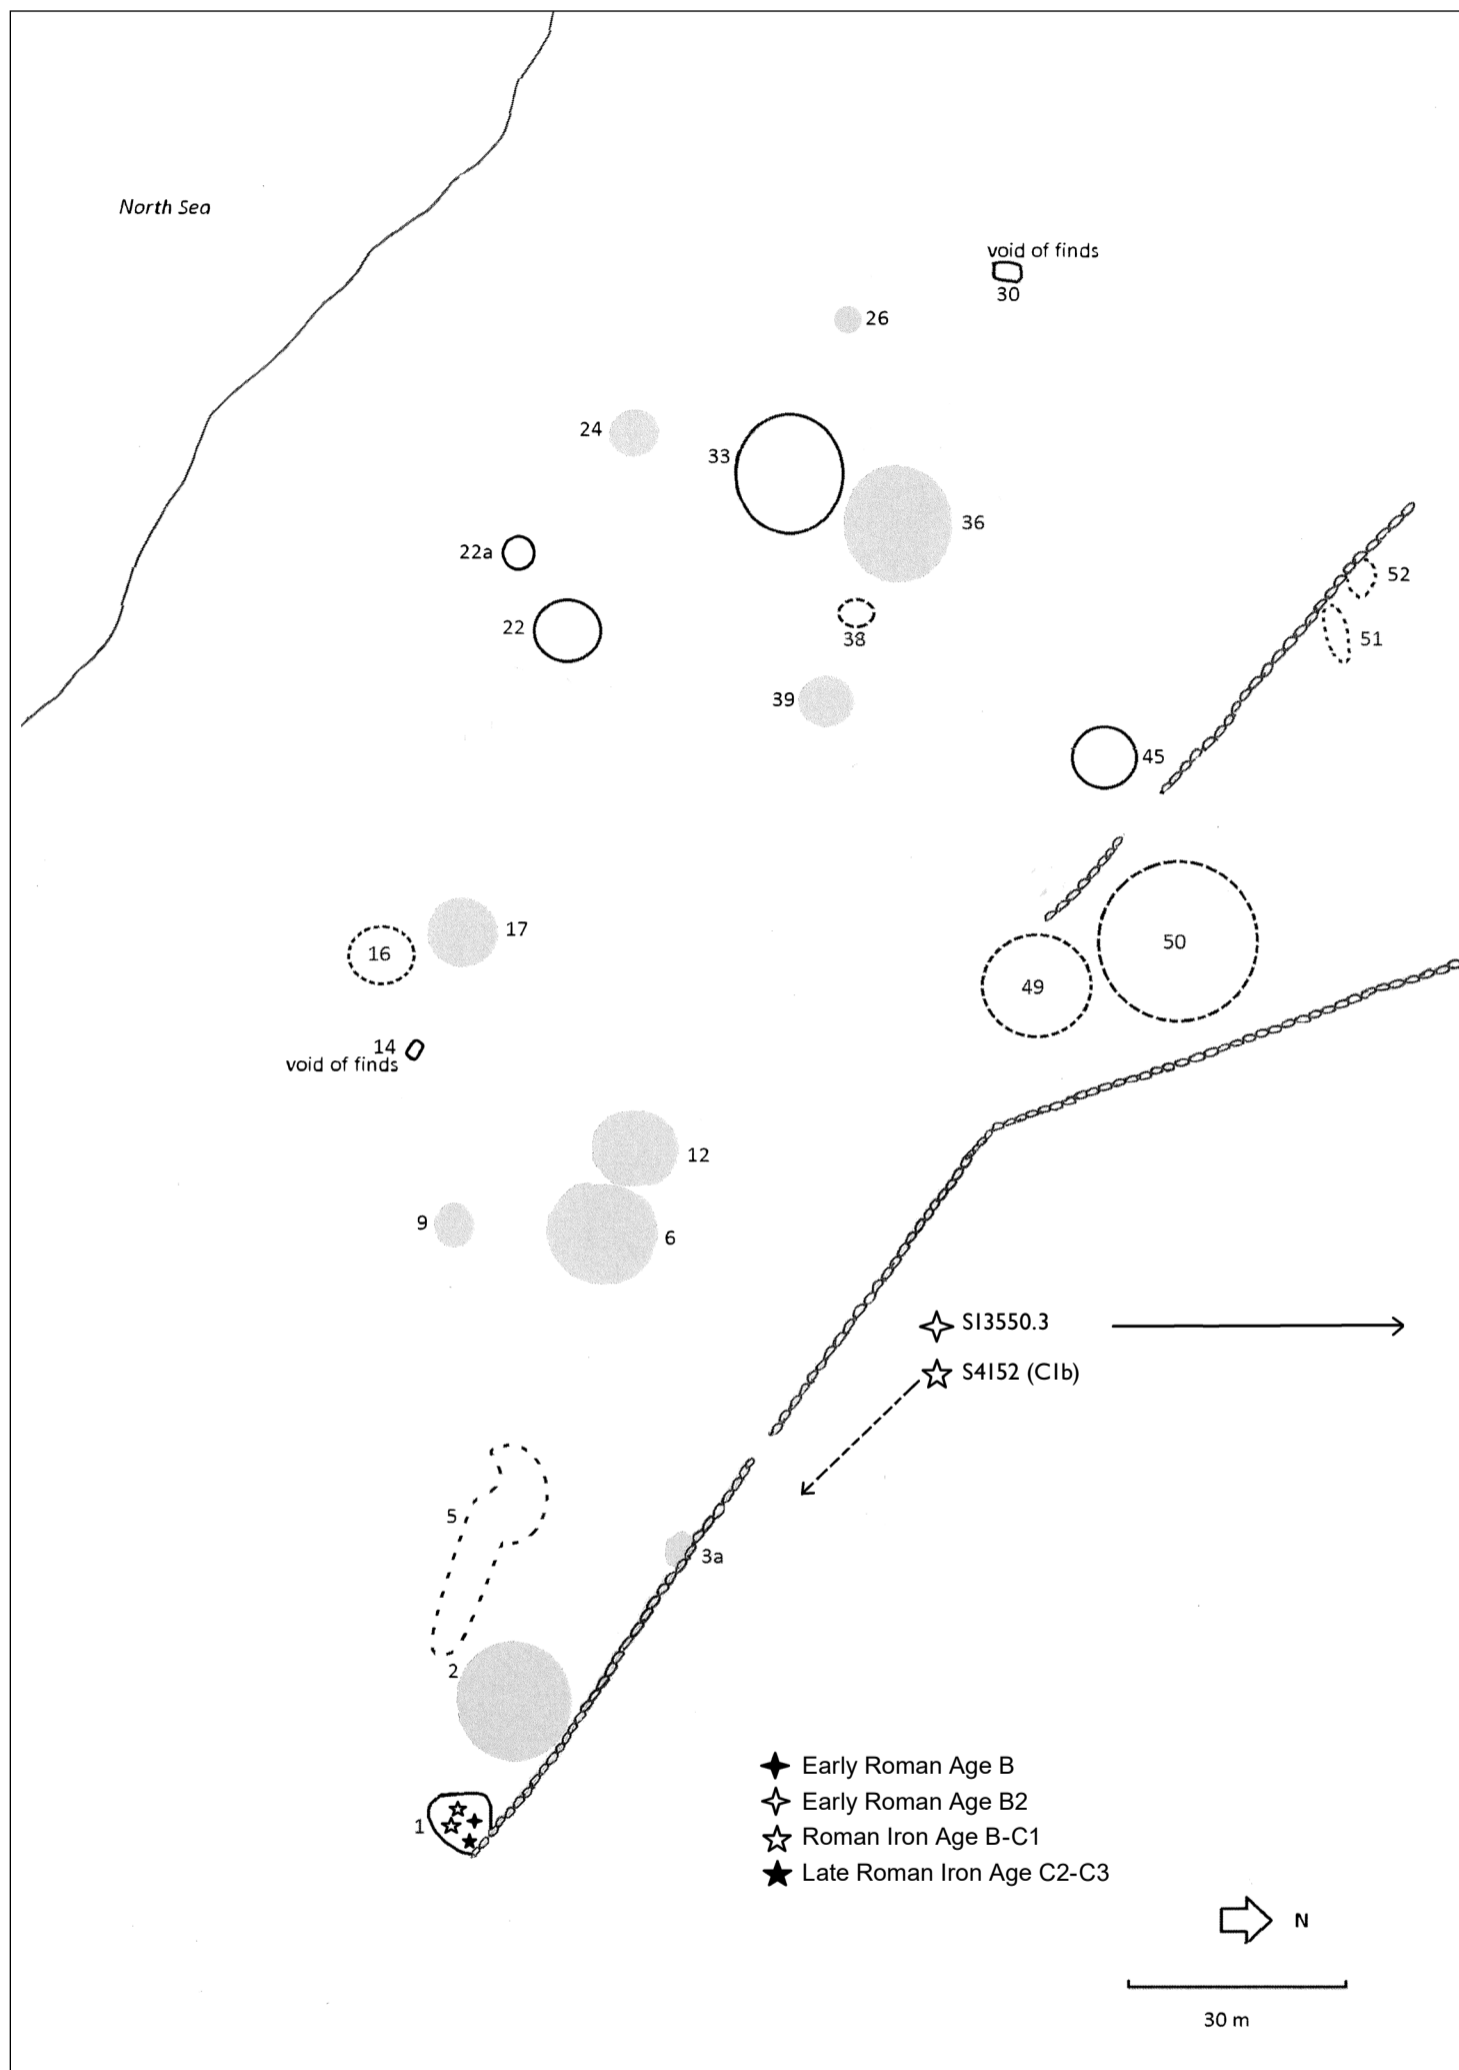 North Sea
void of finds
30
26
24
33
36
22a
52
22
38
51
39
45
17
16
50
49
14
void of finds
12
9
6
S13550.3
S4152 (C1b)
5
3a
2
Early Roman Age B
1
Early Roman Age B2
Roman Iron Age B-C1
Late Roman Iron Age C2-C3
N
30 m